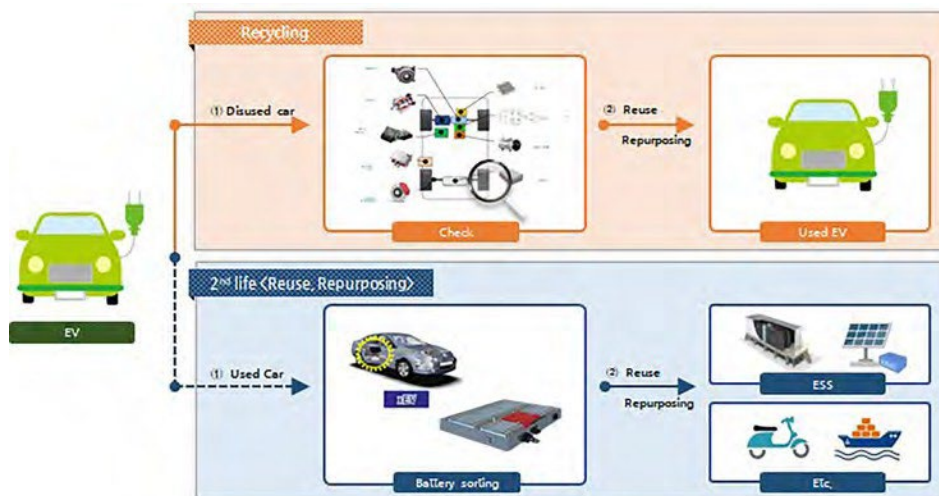 Recycling
① Disused car
② Reuse
Repurposing
Check
Used EV
EV
2nd life <Reuse, Repurposing>
① Used Car
xEV
② Reuse
Repurposing
Battery sorting
ESS
Etc.